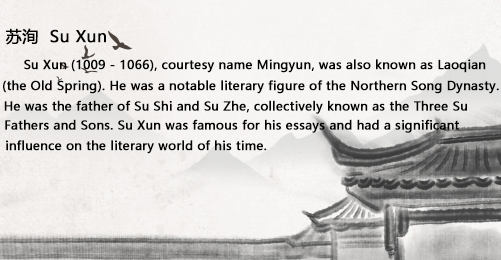 苏洵 Su Xun
Su Xun (1009 - 1066), courtesy name Mingyun, was also known as Laoqian
(the Old Spring). He was a notable literary figure of the Northern Song Dynasty.
He was the father of Su Shi and Su Zhe, collectively known as the Three Su
Fathers and Sons. Su Xun was famous for his essays and had a significant
influence on the literary world of his time.